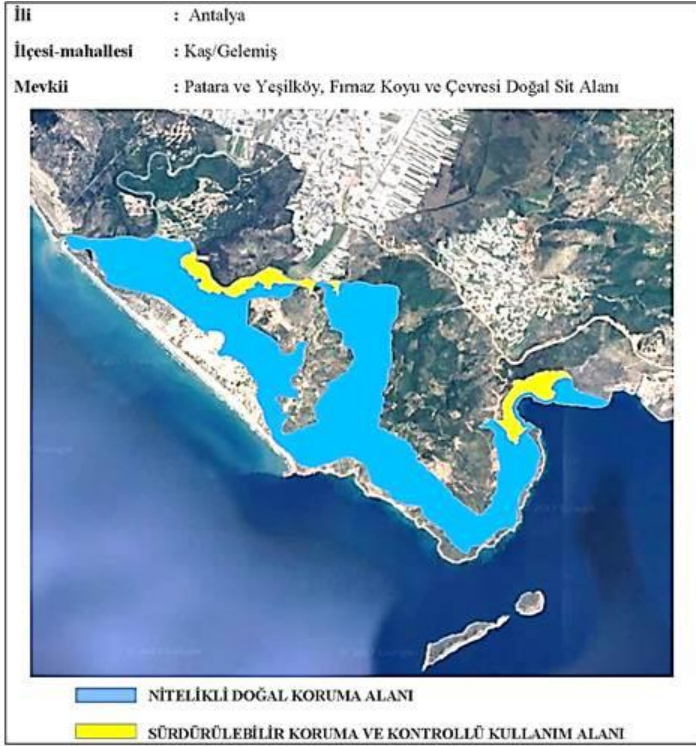 İli : Antalya
İlçesi-mahallesi : Kaş/Gelemiş
Mevkii : Patara ve Yeşilköy, Fırnaz Koyu ve Çevresi Doğal Sit Alanı
NİTELİKLİ DOĞAL KORUMA ALANI
SÜRDÜRÜLEBİLİR KORUMA VE KONTROLLÜ KULLANIM ALANI